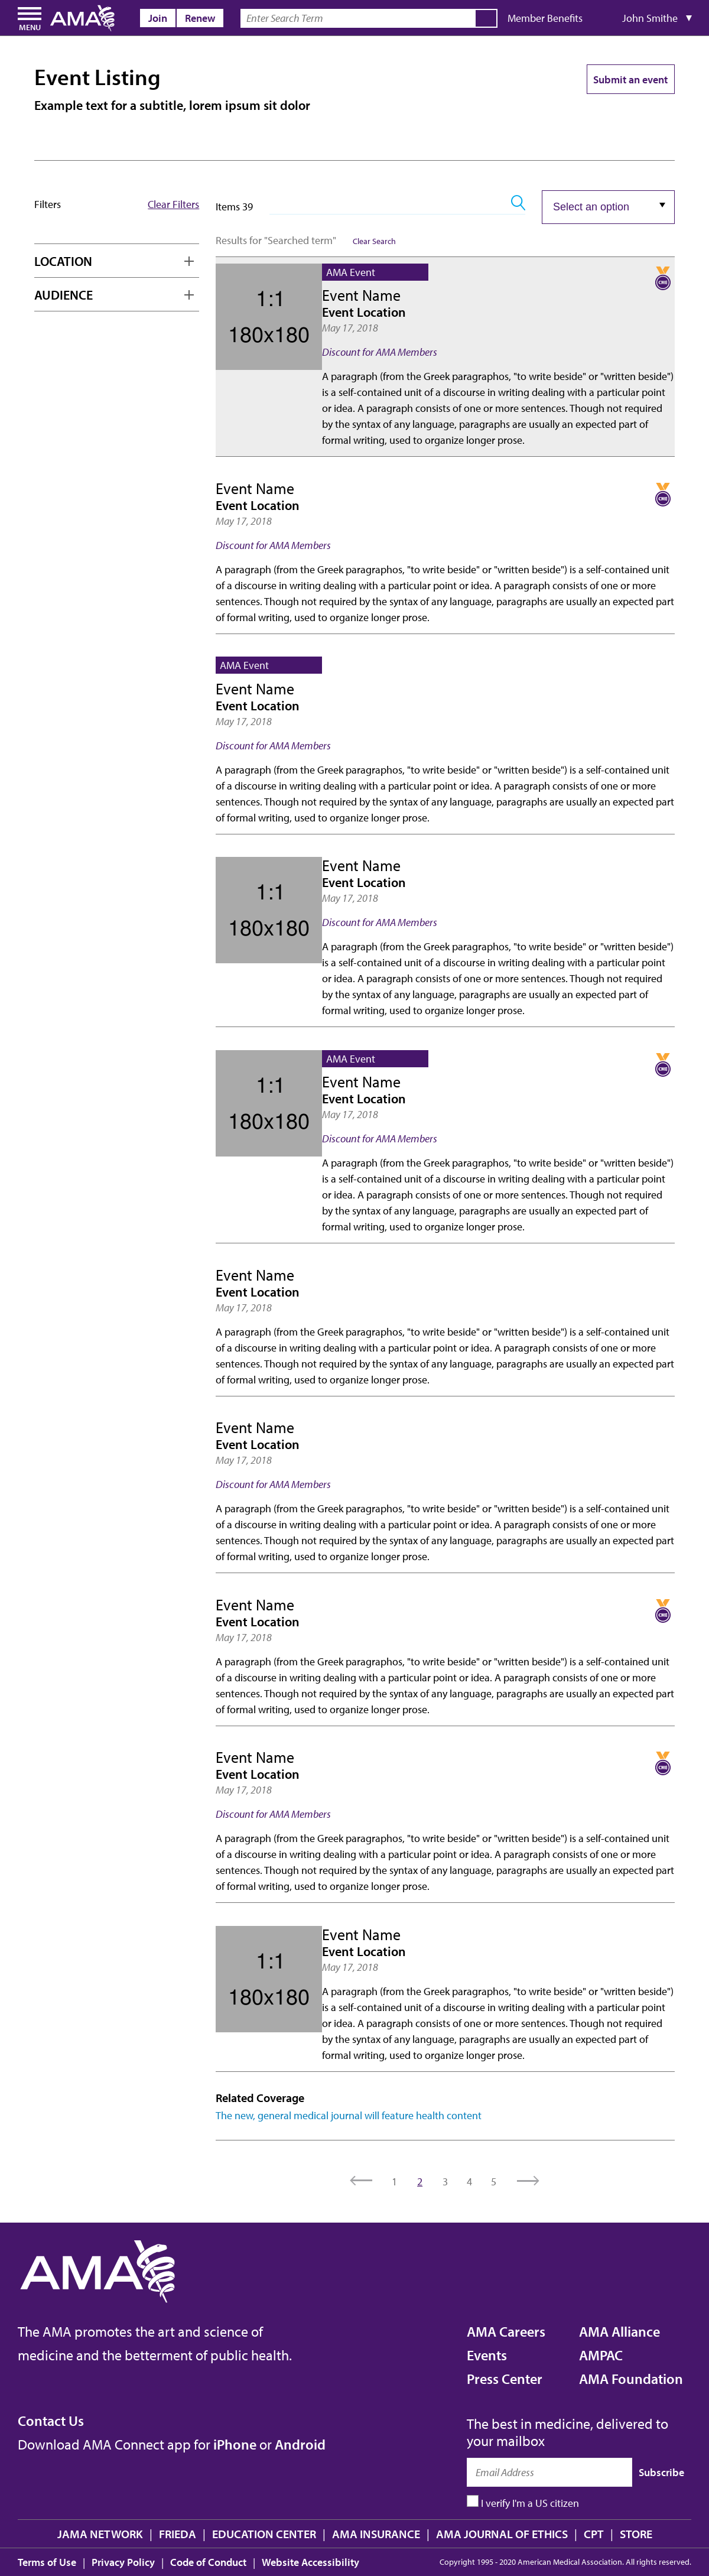 MENU
AMA
Join
Renew
Enter Search Term
Member Benefits
John Smithe ▼
Event Listing
Submit an event
Example text for a subtitle, lorem ipsum sit dolor
Filters
Clear Filters
LOCATION
AUDIENCE
Items 39
Select an option
Results for "Searched term"
Clear Search
1:1
180x180
AMA Event
CME
Event Name
Event Location
May 17, 2018
Discount for AMA Members
A paragraph (from the Greek paragraphos, "to write beside" or "written beside")
is a self-contained unit of a discourse in writing dealing with a particular point
or idea. A paragraph consists of one or more sentences. Though not required
by the syntax of any language, paragraphs are usually an expected part of
formal writing, used to organize longer prose.
Event Name
CME
Event Location
May 17, 2018
Discount for AMA Members
A paragraph (from the Greek paragraphos, "to write beside" or "written beside") is a self-contained unit
of a discourse in writing dealing with a particular point or idea. A paragraph consists of one or more
sentences. Though not required by the syntax of any language, paragraphs are usually an expected part
of formal writing, used to organize longer prose.
AMA Event
Event Name
Event Location
May 17, 2018
Discount for AMA Members
A paragraph (from the Greek paragraphos, "to write beside" or "written beside") is a self-contained unit
of a discourse in writing dealing with a particular point or idea. A paragraph consists of one or more
sentences. Though not required by the syntax of any language, paragraphs are usually an expected part
of formal writing, used to organize longer prose.
1:1
180x180
Event Name
Event Location
May 17, 2018
Discount for AMA Members
A paragraph (from the Greek paragraphos, "to write beside" or "written beside")
is a self-contained unit of a discourse in writing dealing with a particular point
or idea. A paragraph consists of one or more sentences. Though not required
by the syntax of any language, paragraphs are usually an expected part of
formal writing, used to organize longer prose.
1:1
180x180
AMA Event
CME
Event Name
Event Location
May 17, 2018
Discount for AMA Members
A paragraph (from the Greek paragraphos, "to write beside" or "written beside")
is a self-contained unit of a discourse in writing dealing with a particular point
or idea. A paragraph consists of one or more sentences. Though not required
by the syntax of any language, paragraphs are usually an expected part of
formal writing, used to organize longer prose.
Event Name
Event Location
May 17, 2018
A paragraph (from the Greek paragraphos, "to write beside" or "written beside") is a self-contained unit
of a discourse in writing dealing with a particular point or idea. A paragraph consists of one or more
sentences. Though not required by the syntax of any language, paragraphs are usually an expected part
of formal writing, used to organize longer prose.
Event Name
Event Location
May 17, 2018
Discount for AMA Members
A paragraph (from the Greek paragraphos, "to write beside" or "written beside") is a self-contained unit
of a discourse in writing dealing with a particular point or idea. A paragraph consists of one or more
sentences. Though not required by the syntax of any language, paragraphs are usually an expected part
of formal writing, used to organize longer prose.
Event Name
CME
Event Location
May 17, 2018
A paragraph (from the Greek paragraphos, "to write beside" or "written beside") is a self-contained unit
of a discourse in writing dealing with a particular point or idea. A paragraph consists of one or more
sentences. Though not required by the syntax of any language, paragraphs are usually an expected part
of formal writing, used to organize longer prose.
Event Name
CME
Event Location
May 17, 2018
Discount for AMA Members
A paragraph (from the Greek paragraphos, "to write beside" or "written beside") is a self-contained unit
of a discourse in writing dealing with a particular point or idea. A paragraph consists of one or more
sentences. Though not required by the syntax of any language, paragraphs are usually an expected part
of formal writing, used to organize longer prose.
1:1
180x180
Event Name
Event Location
May 17, 2018
A paragraph (from the Greek paragraphos, "to write beside" or "written beside")
is a self-contained unit of a discourse in writing dealing with a particular point
or idea. A paragraph consists of one or more sentences. Though not required
by the syntax of any language, paragraphs are usually an expected part of
formal writing, used to organize longer prose.
Related Coverage
The new, general medical journal will feature health content
1 2 3 4 5
AMA
The AMA promotes the art and science of
medicine and the betterment of public health.
AMA Careers
Events
Press Center
AMA Alliance
AMPAC
AMA Foundation
Contact Us
Download AMA Connect app for iPhone or Android
The best in medicine, delivered to
your mailbox
Email Address
Subscribe
I verify I'm a US citizen
JAMA NETWORK | FRIEDA | EDUCATION CENTER | AMA INSURANCE | AMA JOURNAL OF ETHICS | CPT | STORE
Terms of Use | Privacy Policy | Code of Conduct | Website Accessibility
Copyright 1995 - 2020 American Medical Association. All rights reserved.